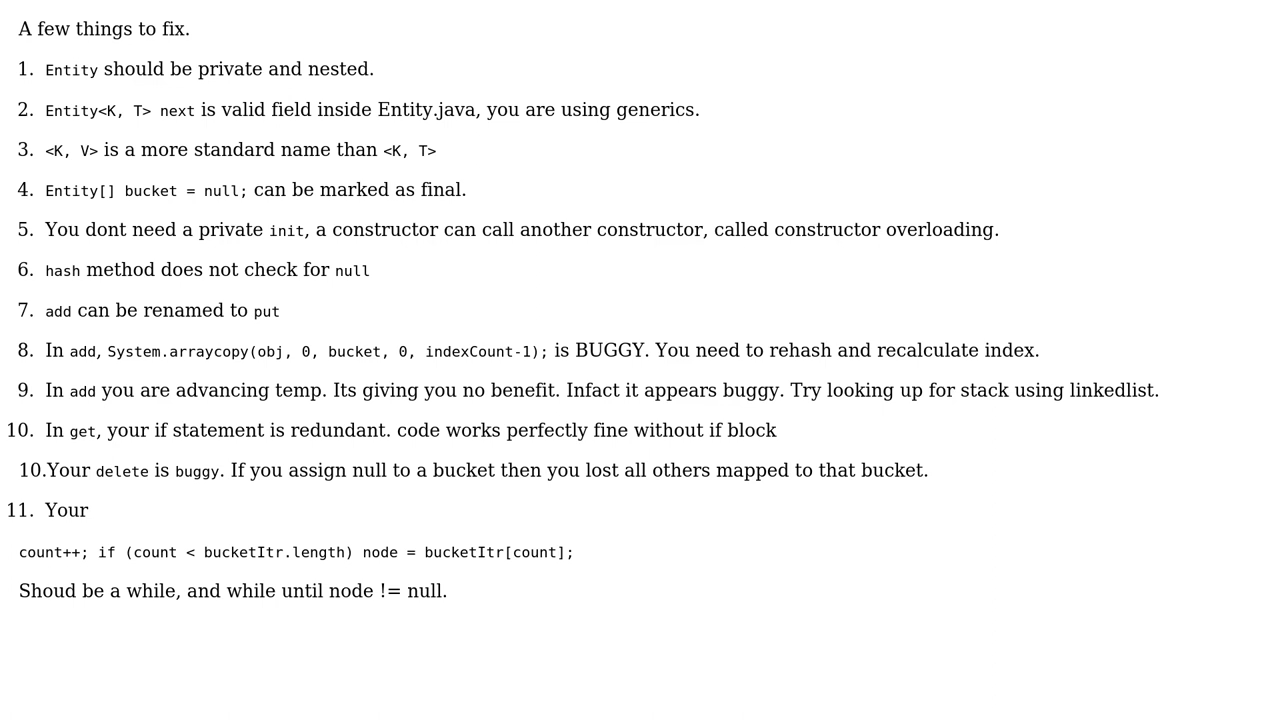 A few things to fix.
1. Entity should be private and nested.
2. Entity<K, T> next is valid field inside Entity.java, you are using generics.
3. <K, V> is a more standard name than <K, T>
4. Entity[] bucket = null; can be marked as final.
5. You dont need a private init, a constructor can call another constructor, called constructor overloading.
6. hash method does not check for null
7. add can be renamed to put
8. In add, System.arraycopy(obj, 0, bucket, 0, indexCount-1); is BUGGY. You need to rehash and recalculate index.
9. In add you are advancing temp. Its giving you no benefit. Infact it appears buggy. Try looking up for stack using linkedlist.
10. In get, your if statement is redundant. code works perfectly fine without if block
10.Your delete is buggy. If you assign null to a bucket then you lost all others mapped to that bucket.
11. Your
count++; if (count < bucketItr.length) node = bucketItr[count];
Shoud be a while, and while until node != null.